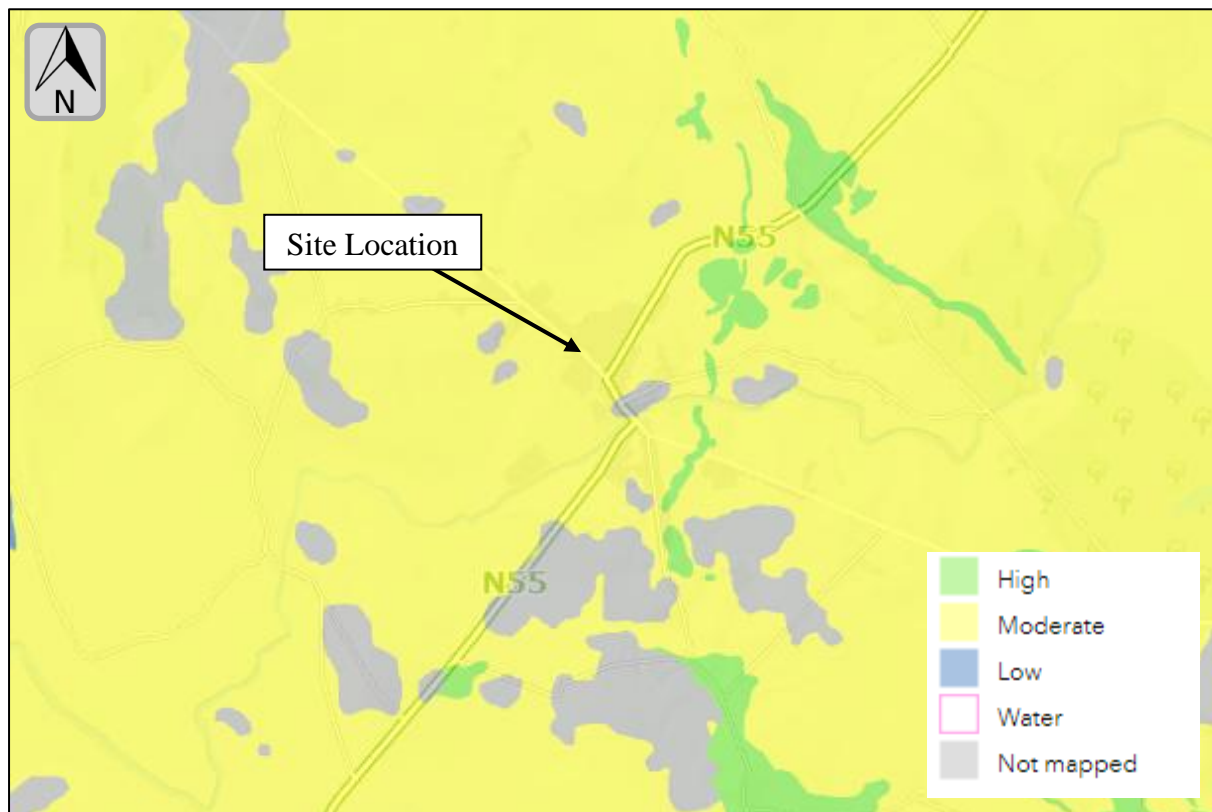 N
N55
Site Location
N55
High
Moderate
Low
Water
Not mapped